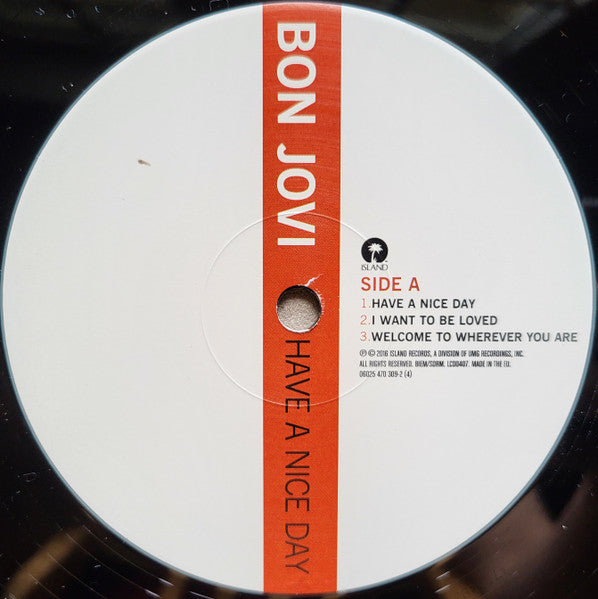 BON JOVI
HAVE A NICE DAY
ISLAND
SIDE A
1.HAVE A NICE DAY
2.I WANT TO BE LOVED
3.WELCOME TO WHEREVER YOU ARE
℗ © 2016 ISLAND RECORDS, A DIVISION OF UMG RECORDINGS, INC.
ALL RIGHTS RESERVED. BIEM/SDRM. LC00407. MADE IN THE EU.
06025 470 309-2 (4)